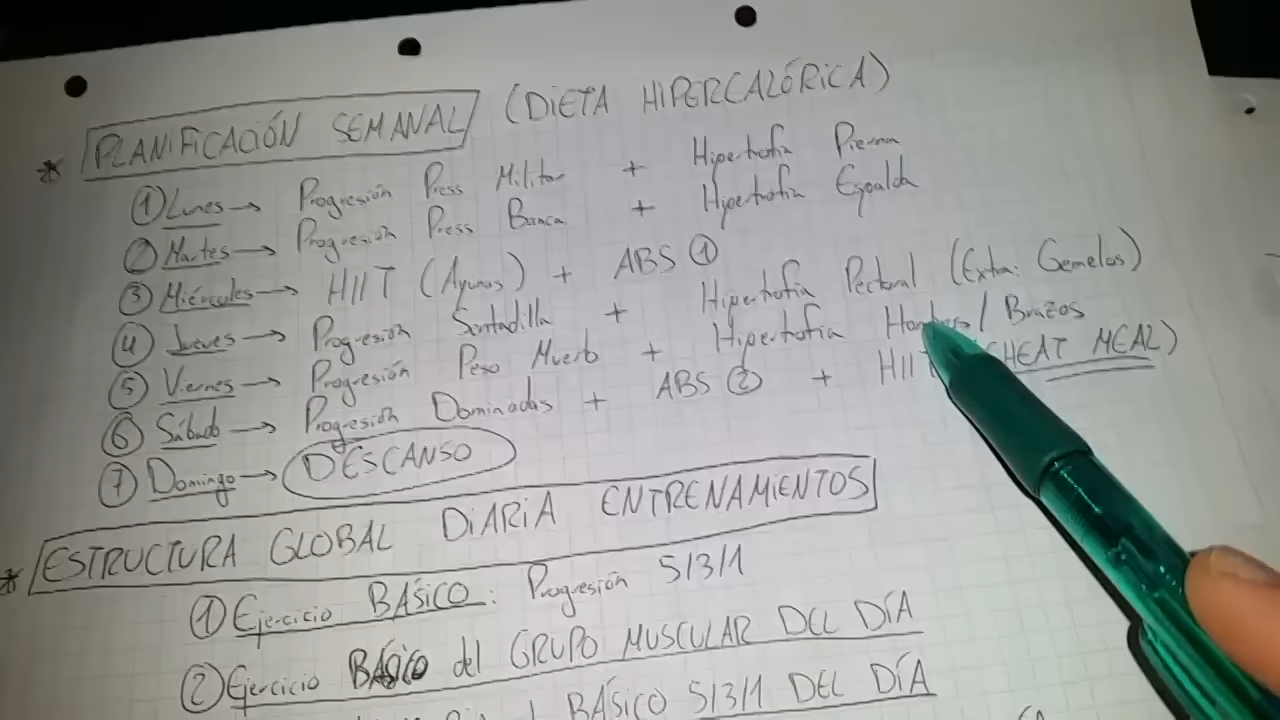 * PLANIFICACIÓN SEMANAL (DIETA HIPERCALÓRICA)
① Lunes → Progresión Press Militar + Hipertrofia Pierna
② Martes → Progresión Press Banca + Hipertrofia Espalda
③ Miércoles → HIIT (Ayunas) + ABS ①
④ Jueves → Progresión Sentadilla + Hipertrofia Pectoral (Extra: Gemelos)
⑤ Viernes → Progresión Peso Muerto + Hipertrofia / Brazos
⑥ Sábado → Progresión Dominadas + ABS ② + CHEAT MEAL)
⑦ Domingo → DESCANSO
* ESTRUCTURA GLOBAL DIARIA ENTRENAMIENTOS
① Ejercicio BÁSICO: Progresión 5/3/1
② Ejercicio BÁSICO del GRUPO MUSCULAR DEL DÍA
BÁSICO 5/3/1 DEL DÍA